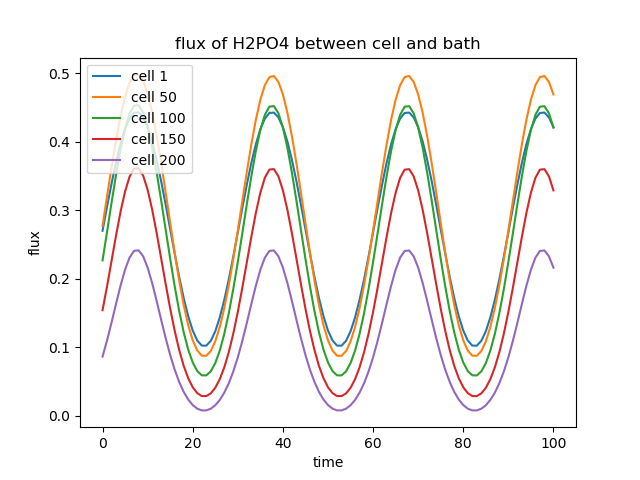 flux of H2PO4 between cell and bath
cell 1
cell 50
cell 100
cell 150
cell 200
0.5
0.4
0.3
0.2
0.1
0.0
flux
0 20 40 60 80 100
time